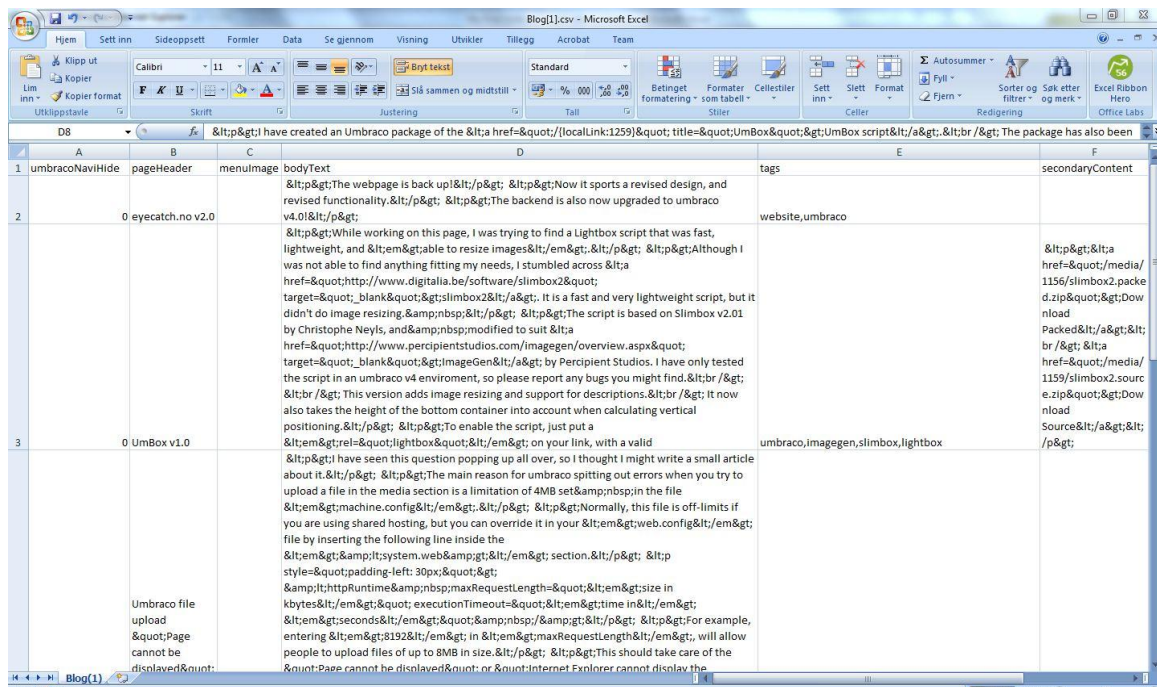 Blog[1].csv - Microsoft Excel
Hjem Sett inn Sideoppsett Formler Data Se gjennom Visning Utvikler Tillegg Acrobat Team
Lim inn
Klipp ut
Kopier
Kopier format
Utklippstavle
Calibri 11
F K U
Skrift
Bryt tekst
Slå sammen og midtstill
Justering
Standard
% 000
Tall
Betinget formatering
Formater som tabell
Cellestiler
Stiler
Sett inn
Slett
Format
Celler
Σ Autosummer
Fyll
Fjern
Sorter og filtrer
Søk etter og merk
Redigering
Excel Ribbon Hero
Office Labs
D8 fx &lt;p&gt;I have created an Umbraco package of the &lt;a href=&quot;/{localLink:1259}&quot; title=&quot;UmBox&quot;&gt;UmBox script&lt;/a&gt;.&lt;br /&gt; The package has also been
A B C D E F
1 umbracoNaviHide pageHeader menuImage bodyText tags secondaryContent
&lt;p&gt;The webpage is back up!&lt;/p&gt; &lt;p&gt;Now it sports a revised design, and
revised functionality.&lt;/p&gt; &lt;p&gt;The backend is also now upgraded to umbraco
2 0 eyecatch.no v2.0 v4.0!&lt;/p&gt; website,umbraco
&lt;p&gt;While working on this page, I was trying to find a Lightbox script that was fast,
lightweight, and &lt;em&gt;able to resize images&lt;/em&gt;.&lt;/p&gt; &lt;p&gt;Although I
was not able to find anything fitting my needs, I stumbled across &lt;a
href=&quot;http://www.digitalia.be/software/slimbox2&quot;
target=&quot;_blank&quot;&gt;slimbox2&lt;/a&gt;. It is a fast and very lightweight script, but it
didn't do image resizing.&amp;nbsp;&lt;/p&gt; &lt;p&gt;The script is based on Slimbox v2.01
by Christophe Neyls, and&amp;nbsp;modified to suit &lt;a
href=&quot;http://www.percipientstudios.com/imagegen/overview.aspx&quot;
target=&quot;_blank&quot;&gt;ImageGen&lt;/a&gt; by Percipient Studios. I have only tested
the script in an umbraco v4 enviroment, so please report any bugs you might find.&lt;br /&gt;
&lt;br /&gt; This version adds image resizing and support for descriptions.&lt;br /&gt; It now
also takes the height of the bottom container into account when calculating vertical
positioning.&lt;/p&gt; &lt;p&gt;To enable the script, just put a
3 0 UmBox v1.0 &lt;em&gt;rel=&quot;lightbox&quot;&lt;/em&gt; on your link, with a valid umbraco,imagegen,slimbox,lightbox
&lt;p&gt;&lt;a
href=&quot;/media/
1156/slimbox2.packe
d.zip&quot;&gt;Dow
nload
Packed&lt;/a&gt;&lt;
br /&gt; &lt;a
href=&quot;/media/
1159/slimbox2.sourc
e.zip&quot;&gt;Dow
nload
Source&lt;/a&gt;&lt;
/p&gt;
Umbraco file
upload
&quot;Page
cannot be
displayed&quot;
&lt;p&gt;I have seen this question popping up all over, so I thought I might write a small article
about it.&lt;/p&gt; &lt;p&gt;The main reason for umbraco spitting out errors when you try to
upload a file in the media section is a limitation of 4MB set&amp;nbsp;in the file
&lt;em&gt;machine.config&lt;/em&gt;.&lt;/p&gt; &lt;p&gt;Normally, this file is off-limits if
you are using shared hosting, but you can override it in your &lt;em&gt;web.config&lt;/em&gt;
file by inserting the following line inside the
&lt;em&gt;&amp;lt;system.web&amp;gt;&lt;/em&gt; section.&lt;/p&gt; &lt;p
style=&quot;padding-left: 30px;&quot;&gt;
&amp;lt;httpRuntime&amp;nbsp;maxRequestLength=&quot;&lt;em&gt;size in
kbytes&lt;/em&gt;&quot; executionTimeout=&quot;&lt;em&gt;time in&lt;/em&gt;
&lt;em&gt;seconds&lt;/em&gt;&quot;&amp;nbsp;/&amp;gt;&lt;/p&gt; &lt;p&gt;For example,
entering &lt;em&gt;8192&lt;/em&gt; in &lt;em&gt;maxRequestLength&lt;/em&gt;, will allow
people to upload files of up to 8MB in size.&lt;/p&gt; &lt;p&gt;This should take care of the
&quot;Page cannot be displayed&quot; or &quot;Internet Explorer cannot display the
Blog(1)